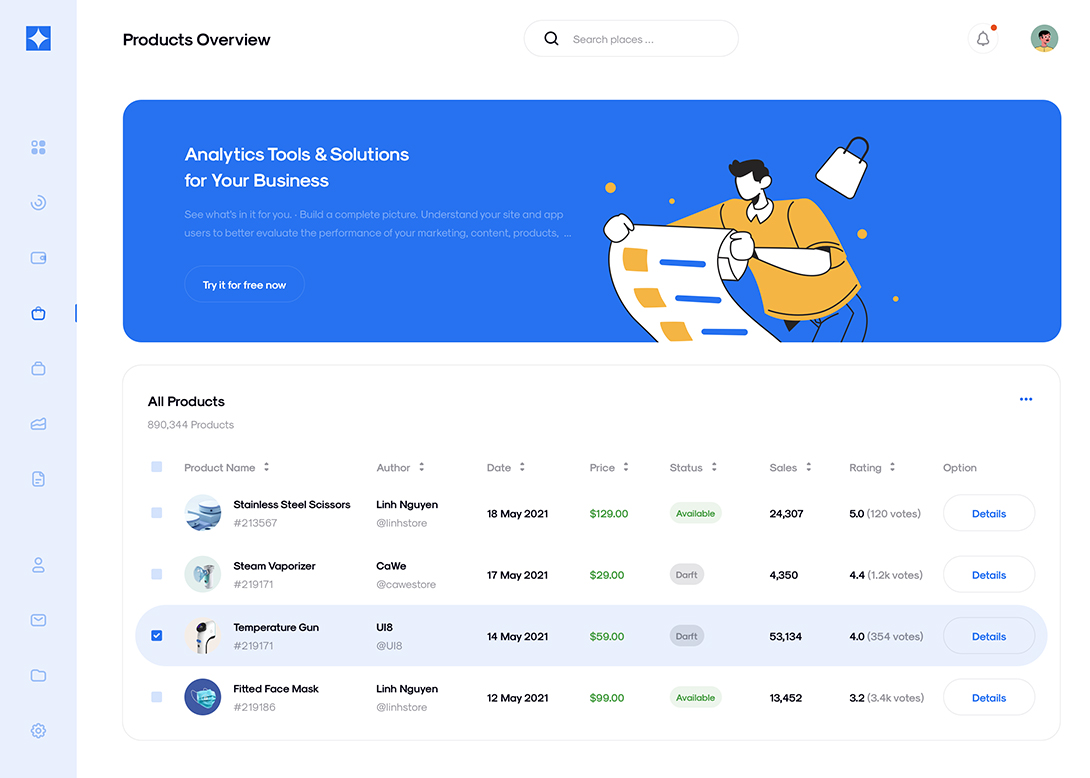 Products Overview
Search places ...
Analytics Tools & Solutions
for Your Business
See what's in it for you. - Build a complete picture. Understand your site and app
users to better evaluate the performance of your marketing, content, products, ...
Try it for free now
All Products
890,344 Products
Product Name Author Date Price Status Sales Rating Option
Stainless Steel Scissors
#213567
Linh Nguyen
@linhstore
18 May 2021
$129.00
Available
24,307
5.0 (120 votes)
Details
Steam Vaporizer
#219171
CaWe
@cawestore
17 May 2021
$29.00
Darft
4,350
4.4 (1.2k votes)
Details
Temperature Gun
#219171
UI8
@UI8
14 May 2021
$59.00
Darft
53,134
4.0 (354 votes)
Details
Fitted Face Mask
#219186
Linh Nguyen
@linhstore
12 May 2021
$99.00
Available
13,452
3.2 (3.4k votes)
Details